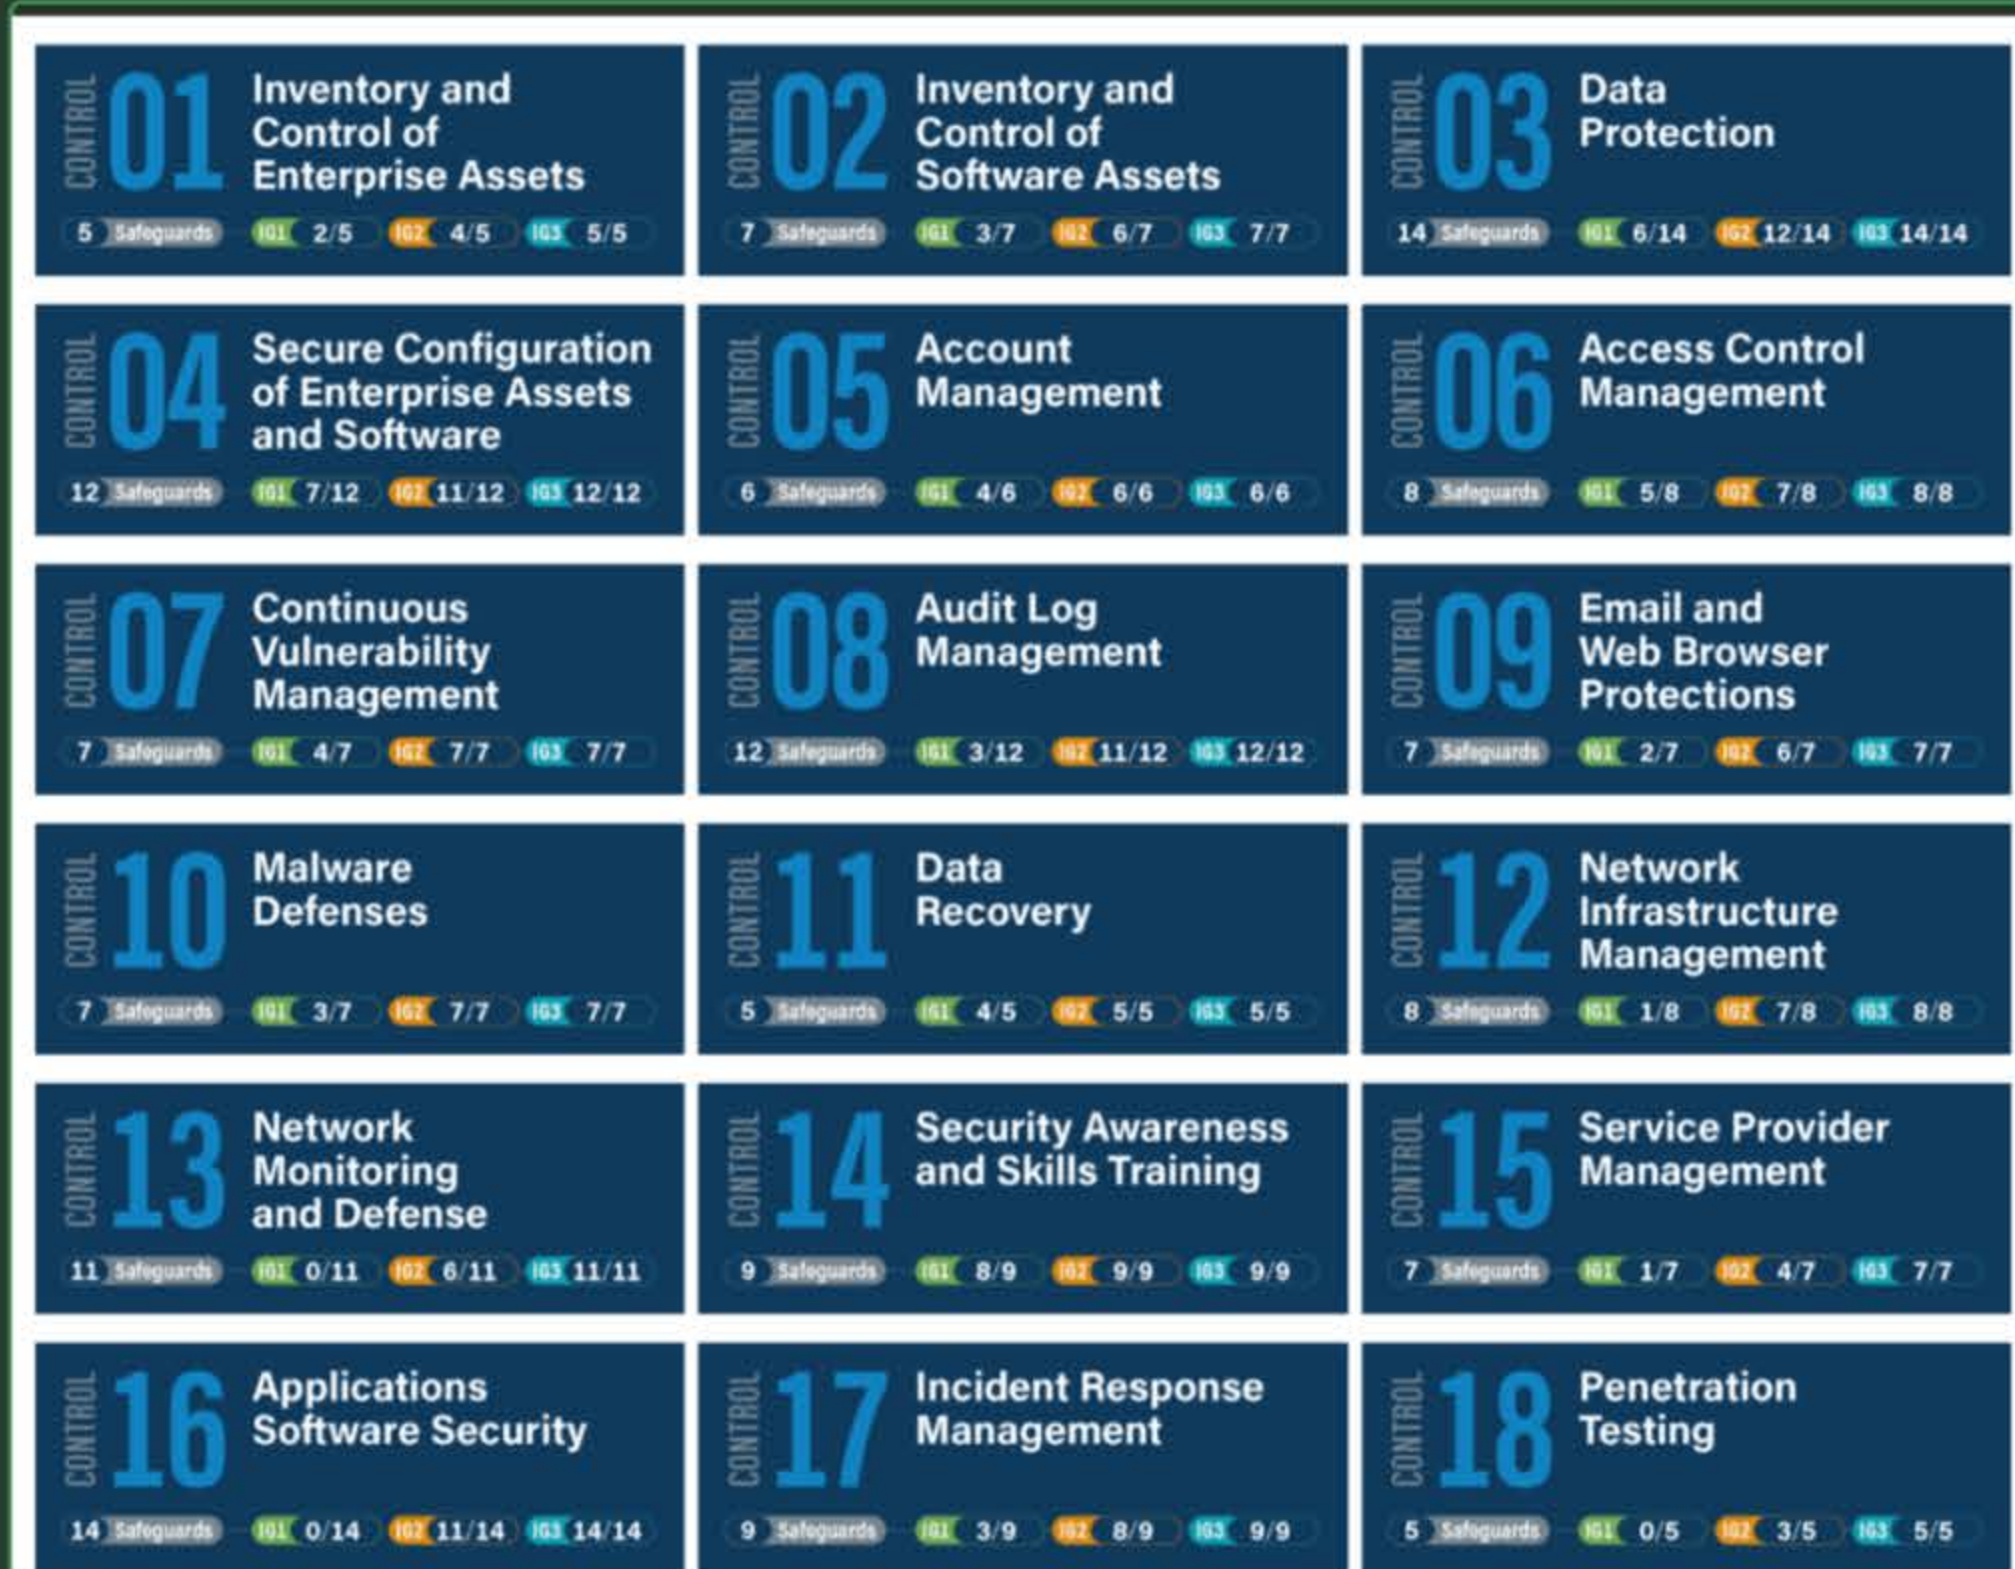 CONTROL 01
Inventory and
Control of
Enterprise Assets
5 Safeguards IG1 2/5 IG2 4/5 IG3 5/5
CONTROL 02
Inventory and
Control of
Software Assets
7 Safeguards IG1 3/7 IG2 6/7 IG3 7/7
CONTROL 03
Data
Protection
14 Safeguards IG1 6/14 IG2 12/14 IG3 14/14
CONTROL 04
Secure Configuration
of Enterprise Assets
and Software
12 Safeguards IG1 7/12 IG2 11/12 IG3 12/12
CONTROL 05
Account
Management
6 Safeguards IG1 4/6 IG2 6/6 IG3 6/6
CONTROL 06
Access Control
Management
8 Safeguards IG1 5/8 IG2 7/8 IG3 8/8
CONTROL 07
Continuous
Vulnerability
Management
7 Safeguards IG1 4/7 IG2 7/7 IG3 7/7
CONTROL 08
Audit Log
Management
12 Safeguards IG1 3/12 IG2 11/12 IG3 12/12
CONTROL 09
Email and
Web Browser
Protections
7 Safeguards IG1 2/7 IG2 6/7 IG3 7/7
CONTROL 10
Malware
Defenses
7 Safeguards IG1 3/7 IG2 7/7 IG3 7/7
CONTROL 11
Data
Recovery
5 Safeguards IG1 4/5 IG2 5/5 IG3 5/5
CONTROL 12
Network
Infrastructure
Management
8 Safeguards IG1 1/8 IG2 7/8 IG3 8/8
CONTROL 13
Network
Monitoring
and Defense
11 Safeguards IG1 0/11 IG2 6/11 IG3 11/11
CONTROL 14
Security Awareness
and Skills Training
9 Safeguards IG1 8/9 IG2 9/9 IG3 9/9
CONTROL 15
Service Provider
Management
7 Safeguards IG1 1/7 IG2 4/7 IG3 7/7
CONTROL 16
Applications
Software Security
14 Safeguards IG1 0/14 IG2 11/14 IG3 14/14
CONTROL 17
Incident Response
Management
9 Safeguards IG1 3/9 IG2 8/9 IG3 9/9
CONTROL 18
Penetration
Testing
5 Safeguards IG1 0/5 IG2 3/5 IG3 5/5